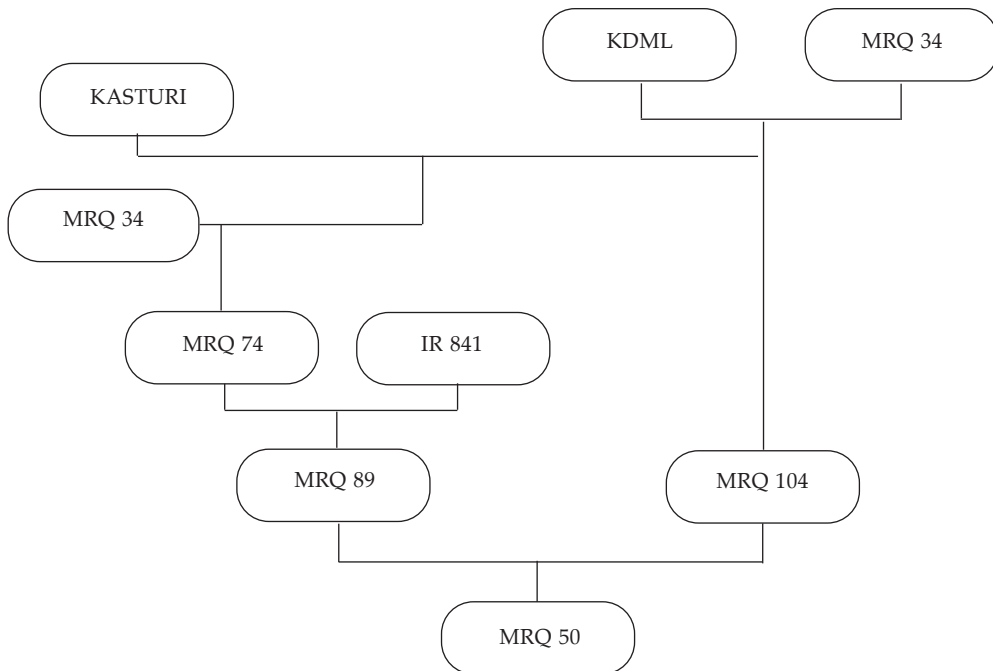 KDML
MRQ 34
KASTURI
MRQ 34
MRQ 74
IR 841
MRQ 89
MRQ 104
MRQ 50